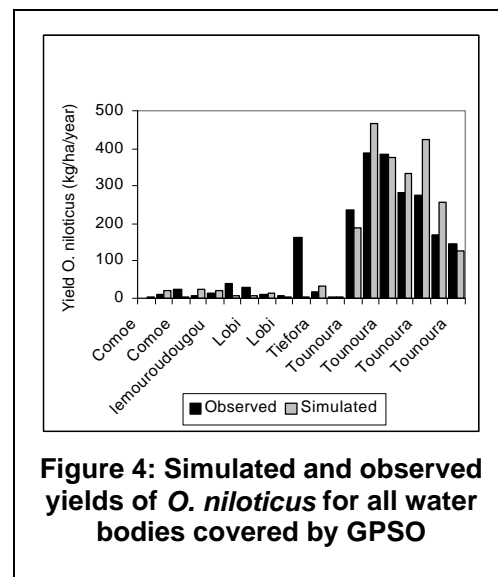 500
400
300
200
100
0
Yield O. niloticus (kg/ha/year)
Comoe
Comoe
lemouroudougou
Lobi
Lobi
Tiefora
Tounoura
Tounoura
Tounoura
Tounoura
Observed Simulated
Figure 4: Simulated and observed
yields of O. niloticus for all water
bodies covered by GPSO